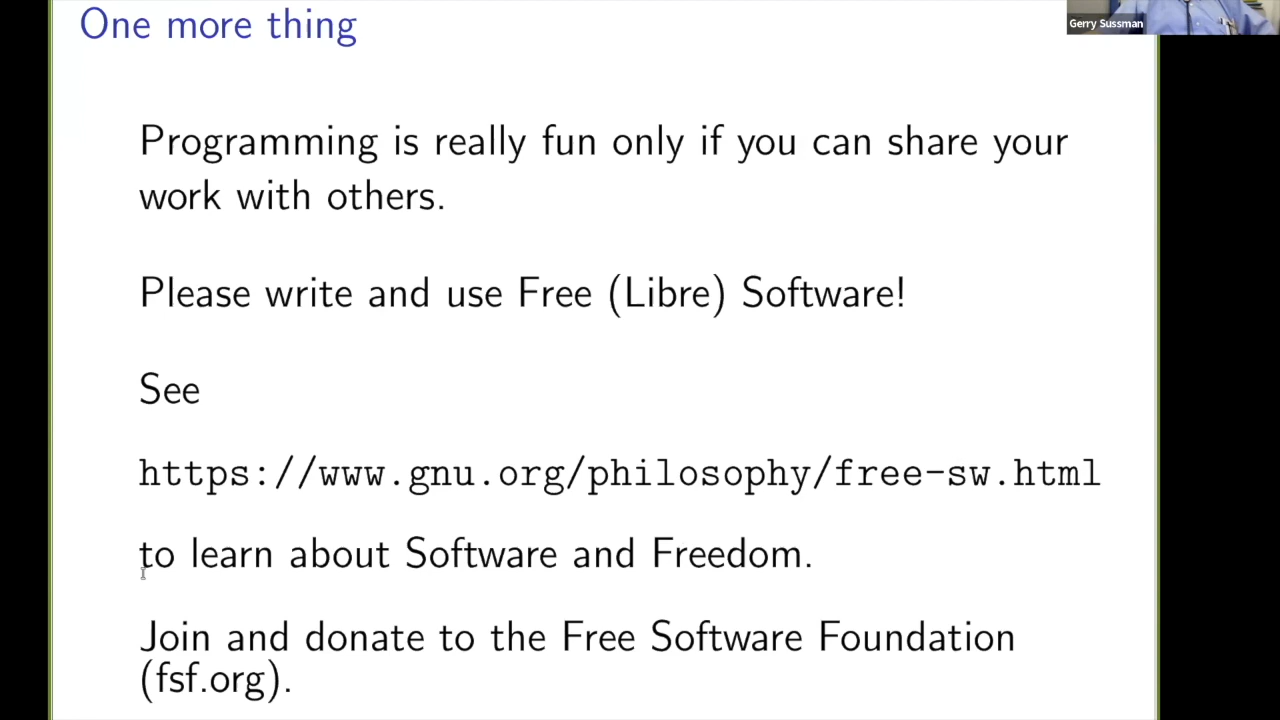 One more thing
Gerry Sussman
Programming is really fun only if you can share your
work with others.
Please write and use Free (Libre) Software!
See
https://www.gnu.org/philosophy/free-sw.html
to learn about Software and Freedom.
Join and donate to the Free Software Foundation
(fsf.org).